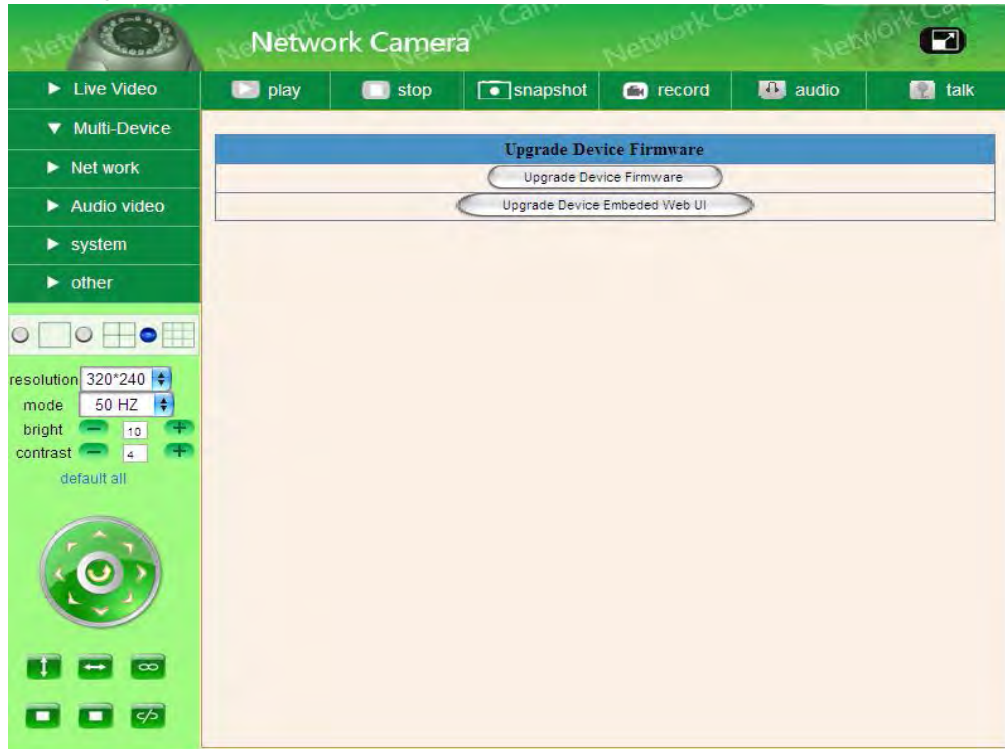 Network Camera
Live Video
play
stop
snapshot
record
audio
talk
Multi-Device
Net work
Audio video
system
other
Upgrade Device Firmware
Upgrade Device Firmware
Upgrade Device Embeded Web UI
resolution 320*240
mode 50 HZ
bright 10
contrast 4
default all